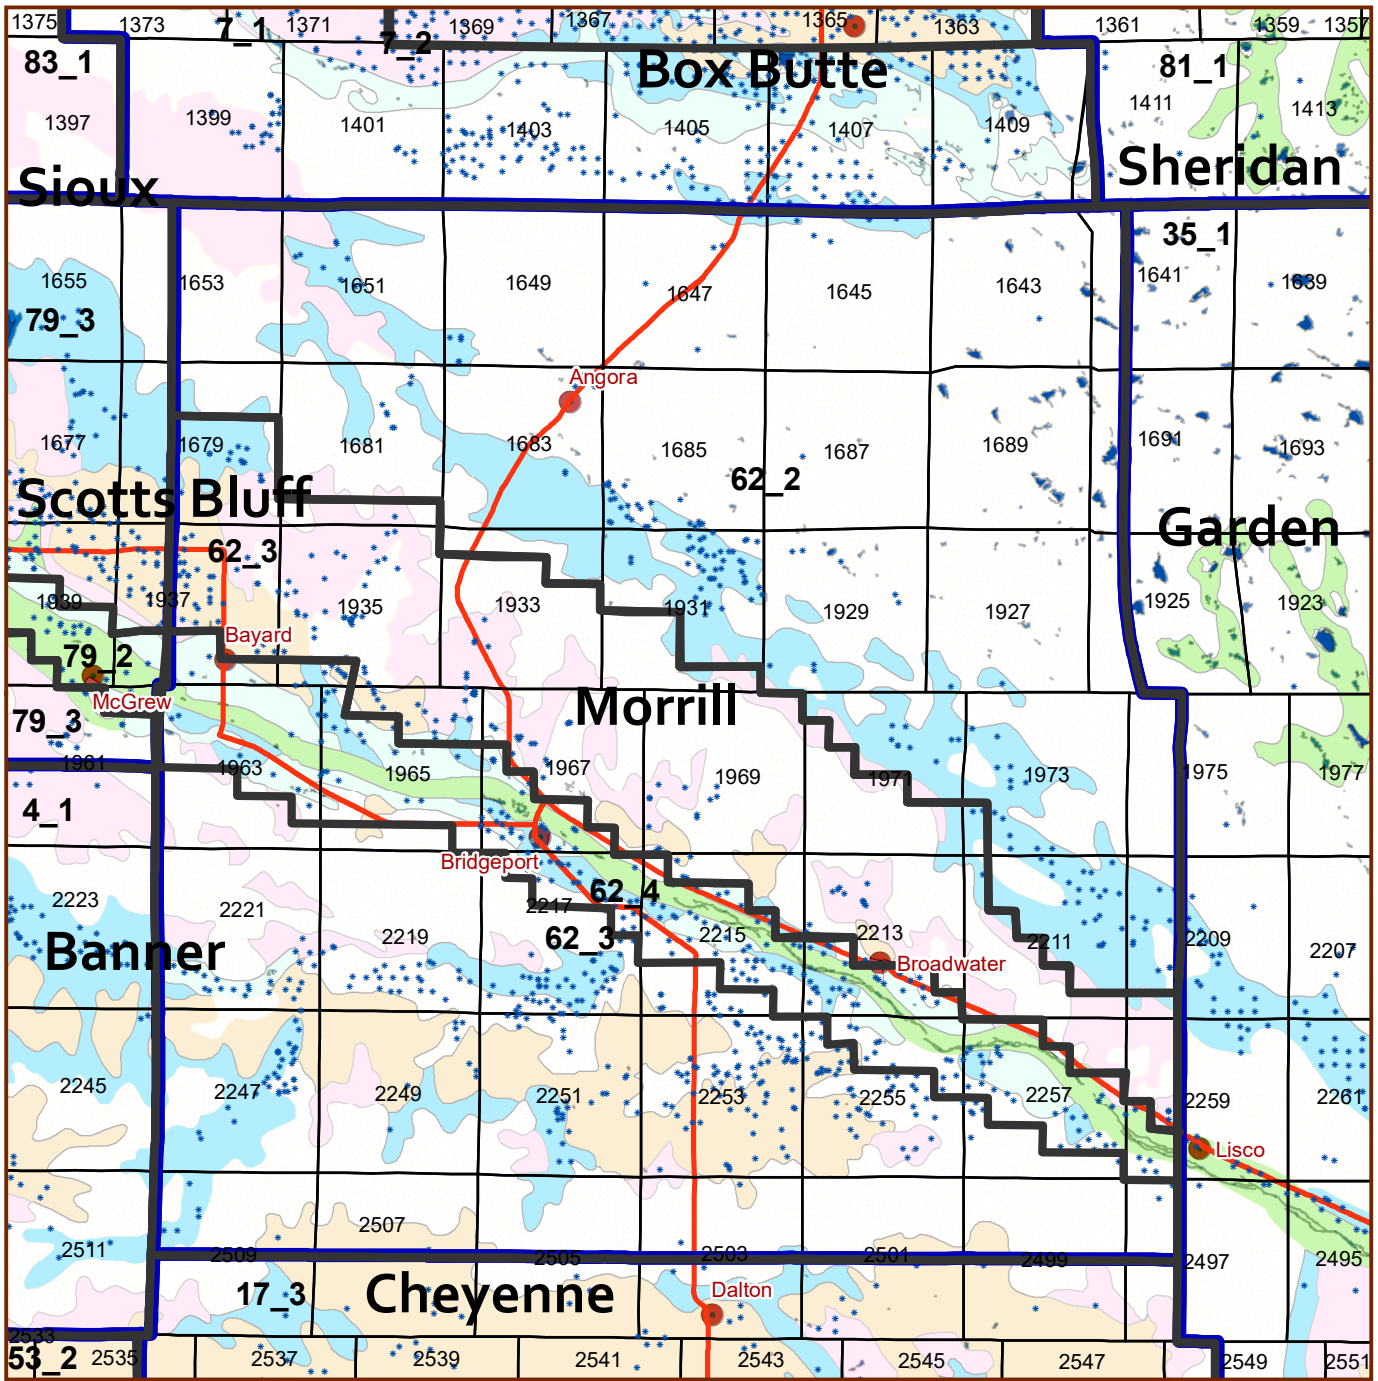 1375 1373 7_1 1371 7_2 1369 1367 1365 1363 1361 1359 1357
83_1 Box Butte 81_1
1397 1399 1401 1403 1405 1407 1409 1411 1413
Sioux Sheridan
35_1
1655 1653 1651 1649 1647 1645 1643 1641 1639
79_3
Angora
1677 1679 1681 1683 1685 1687 1689 1691 1693
62_2
Scotts Bluff Garden
62_3
1939 1937 1935 1933 1931 1929 1927 1925 1923
Bayard
79_2
McGrew Morrill
79_3
1961 1963 1965 1967 1969 1971 1973 1975 1977
4_1
Bridgeport
62_4
2223 2221 2219 2217 2215 2213 2211 2209 2207
Banner 62_3
Broadwater
2245 2247 2249 2251 2253 2255 2257 2259 2261
Lisco
2511 2509 2507 2505 2503 2501 2499 2497 2495
17_3 Cheyenne Dalton
2533
53_2 2535 2537 2539 2541 2543 2545 2547 2549 2551